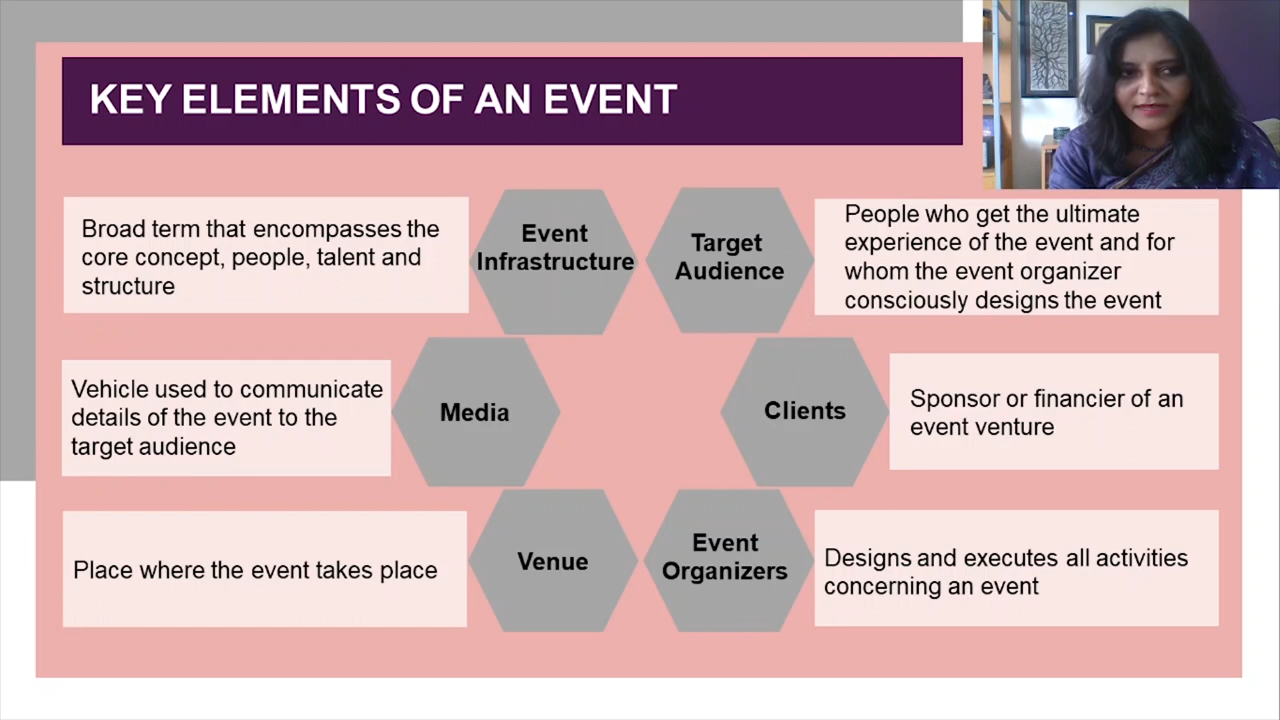 KEY ELEMENTS OF AN EVENT
Broad term that encompasses the
core concept, people, talent and
structure
Event
Infrastructure
Target
Audience
People who get the ultimate
experience of the event and for
whom the event organizer
consciously designs the event
Vehicle used to communicate
details of the event to the
target audience
Media
Clients
Sponsor or financier of an
event venture
Place where the event takes place
Venue
Event
Organizers
Designs and executes all activities
concerning an event